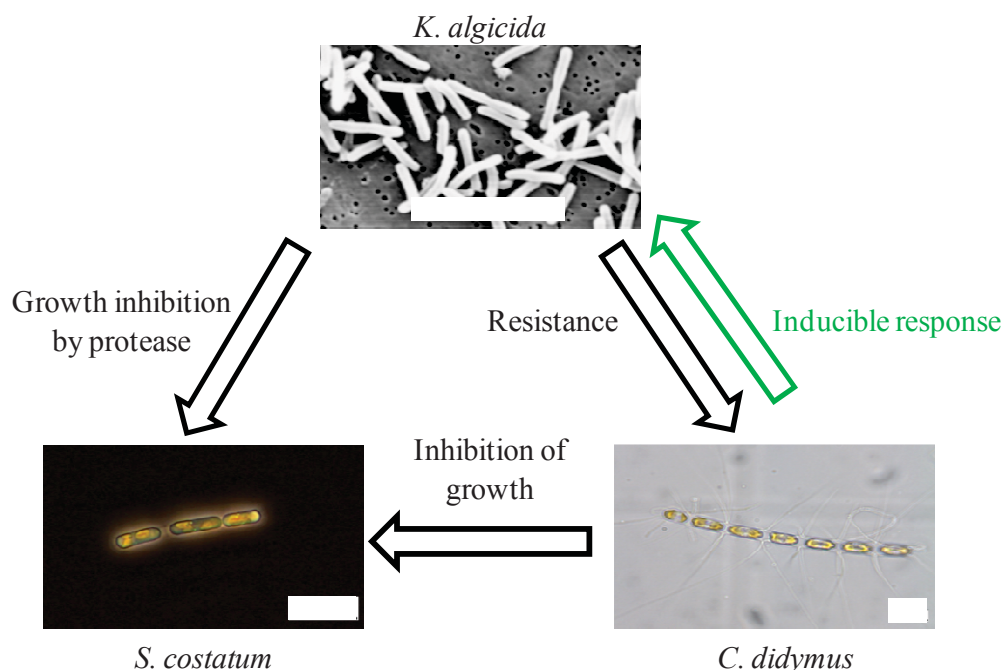 K. algicida
Growth inhibition
by protease
Resistance
Inducible response
Inhibition of
growth
S. costatum
C. didymus